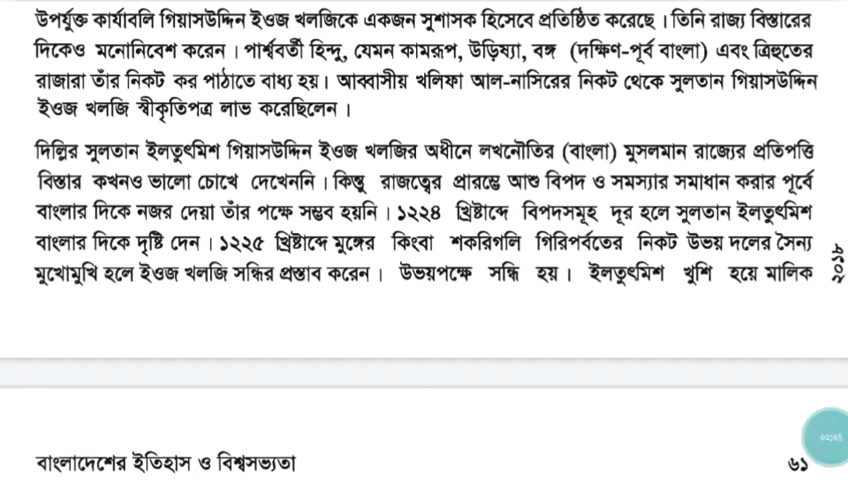 উপর্যুক্ত কার্যাবলি গিয়াসউদ্দিন ইওজ খলজিকে একজন সুশাসক হিসেবে প্রতিষ্ঠিত করেছে। তিনি রাজ্য বিস্তারের
দিকেও মনোনিবেশ করেন। পার্শ্ববর্তী হিন্দু, যেমন কামরূপ, উড়িষ্যা, বঙ্গ (দক্ষিণ-পূর্ব বাংলা) এবং ত্রিহুতের
রাজারা তাঁর নিকট কর পাঠাতে বাধ্য হয়। আব্বাসীয় খলিফা আল-নাসিরের নিকট থেকে সুলতান গিয়াসউদ্দিন
ইওজ খলজি স্বীকৃতিপত্র লাভ করেছিলেন।
দিল্লির সুলতান ইলতুৎমিশ গিয়াসউদ্দিন ইওজ খলজির অধীনে লখনৌতির (বাংলা) মুসলমান রাজ্যের প্রতিপত্তি
বিস্তার কখনও ভালো চোখে দেখেননি। কিন্তু রাজত্বের প্রারম্ভে আশু বিপদ ও সমস্যার সমাধান করার পূর্বে
বাংলার দিকে নজর দেয়া তাঁর পক্ষে সম্ভব হয়নি। ১২২৪ খ্রিষ্টাব্দে বিপদসমূহ দূর হলে সুলতান ইলতুৎমিশ
বাংলার দিকে দৃষ্টি দেন। ১২২৫ খ্রিষ্টাব্দে মুঙ্গের কিংবা শকরিগলি গিরিপর্বতের নিকট উভয় দলের সৈন্য
মুখোমুখি হলে ইওজ খলজি সন্ধির প্রস্তাব করেন। উভয়পক্ষে সন্ধি হয়। ইলতুৎমিশ খুশি হয়ে মালিক
২০১৮
বাংলাদেশের ইতিহাস ও বিশ্বসভ্যতা
৬১